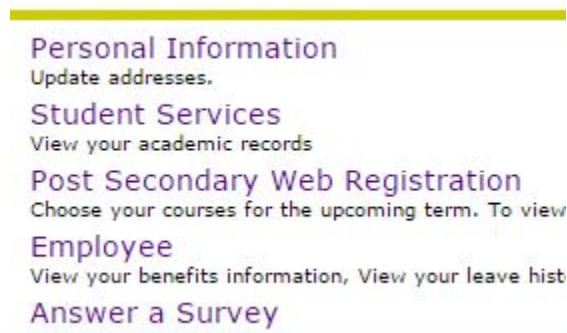 Personal Information
Update addresses.
Student Services
View your academic records
Post Secondary Web Registration
Choose your courses for the upcoming term. To view
Employee
View your benefits information, View your leave
Answer a Survey